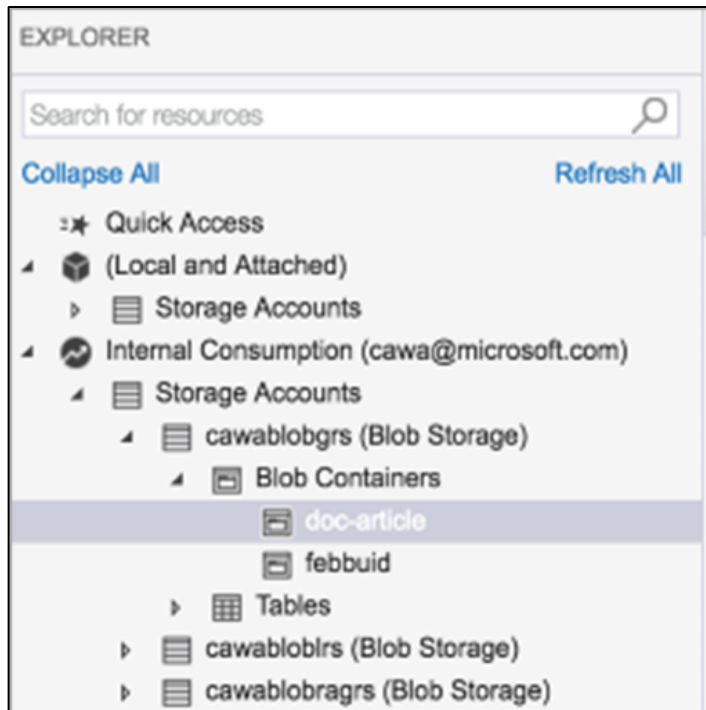 EXPLORER
Search for resources
Collapse All Refresh All
Quick Access
(Local and Attached)
Storage Accounts
Internal Consumption (cawa@microsoft.com)
Storage Accounts
cawablobgrs (Blob Storage)
Blob Containers
doc-article
febbuid
Tables
cawabloblrs (Blob Storage)
cawablobragrs (Blob Storage)